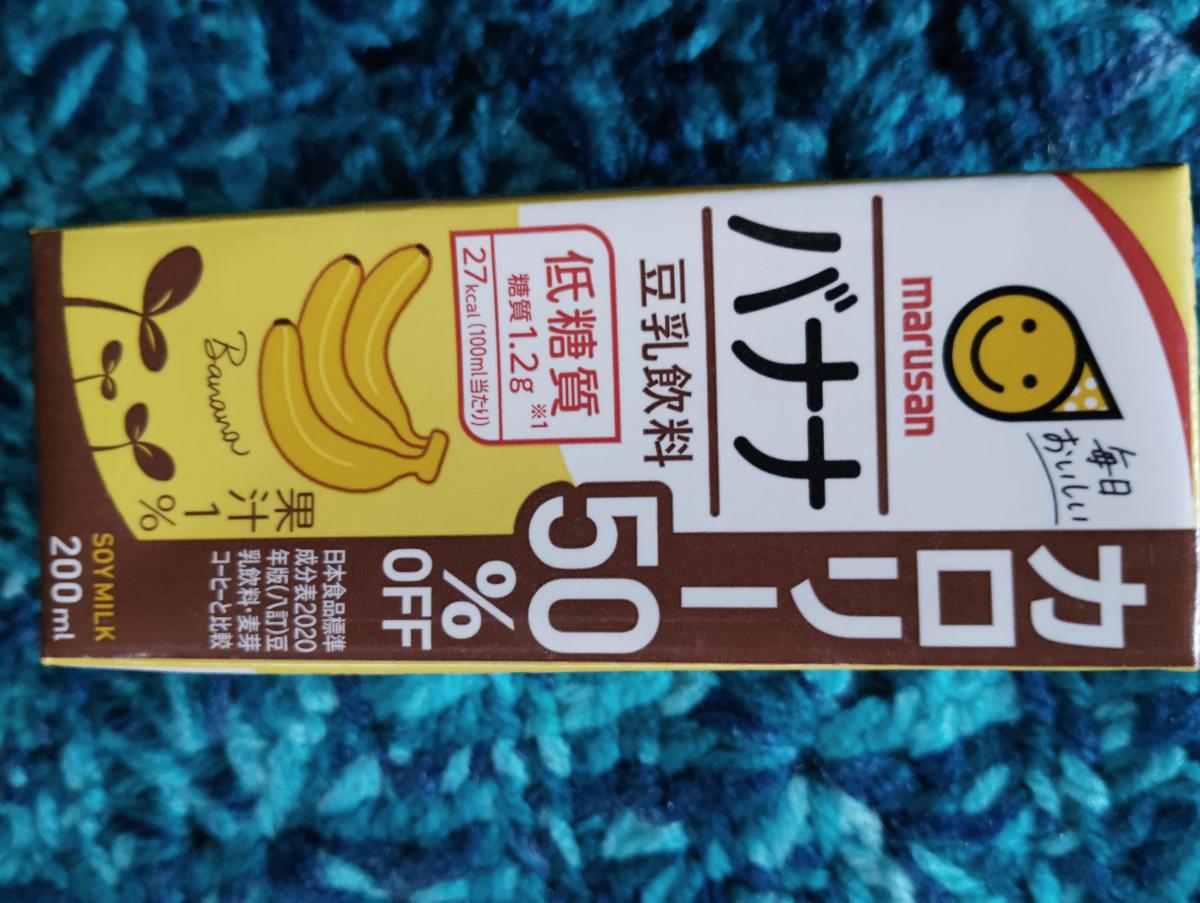 毎日
おいしい
marusan
バナナ
豆乳飲料
低糖質
糖質1.2g ※1
27kcal(100ml当たり)
Banana
果汁
1
%
カロリー
50
%
OFF
日本食品標準
成分表2020
年版(八訂)豆
乳飲料・麦芽
コーヒーと比較
SOYMILK
200ml